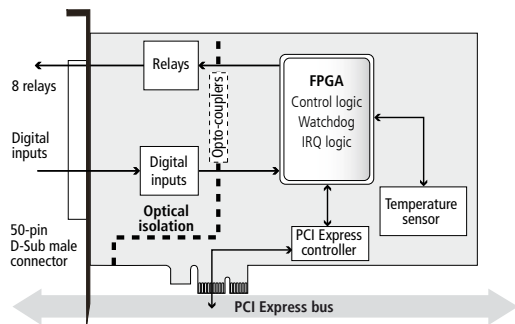 Relays
8 relays
Opto-couplers
FPGA
Control logic
Watchdog
IRQ logic
Digital
inputs
Digital
inputs
Optical
isolation
Temperature
sensor
50-pin
D-Sub male
connector
PCI Express
controller
PCI Express bus